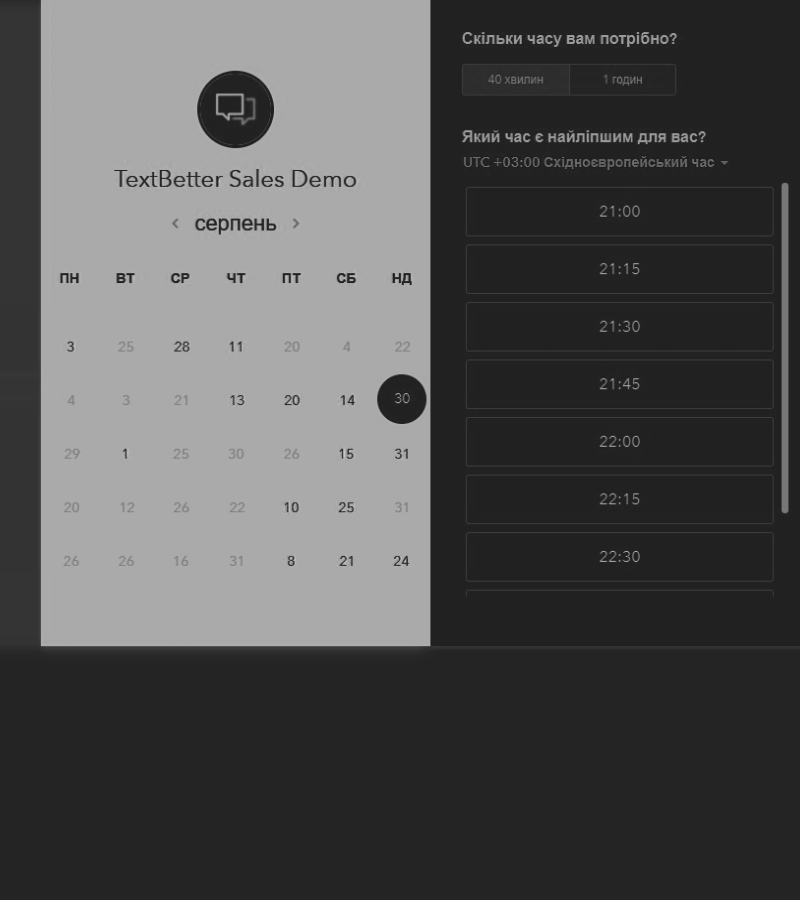 TextBetter Sales Demo
серпень
ПН ВТ СР ЧТ ПТ СБ НД
3 25 28 11 20 4 22
4 3 21 13 20 14 30
29 1 25 30 26 15 31
20 12 26 22 10 25 31
26 26 16 31 8 21 24
Скільки часу вам потрібно?
40 хвилин 1 годин
Який час є найліпшим для вас?
UTC +03:00 Східноєвропейський час
21:00
21:15
21:30
21:45
22:00
22:15
22:30